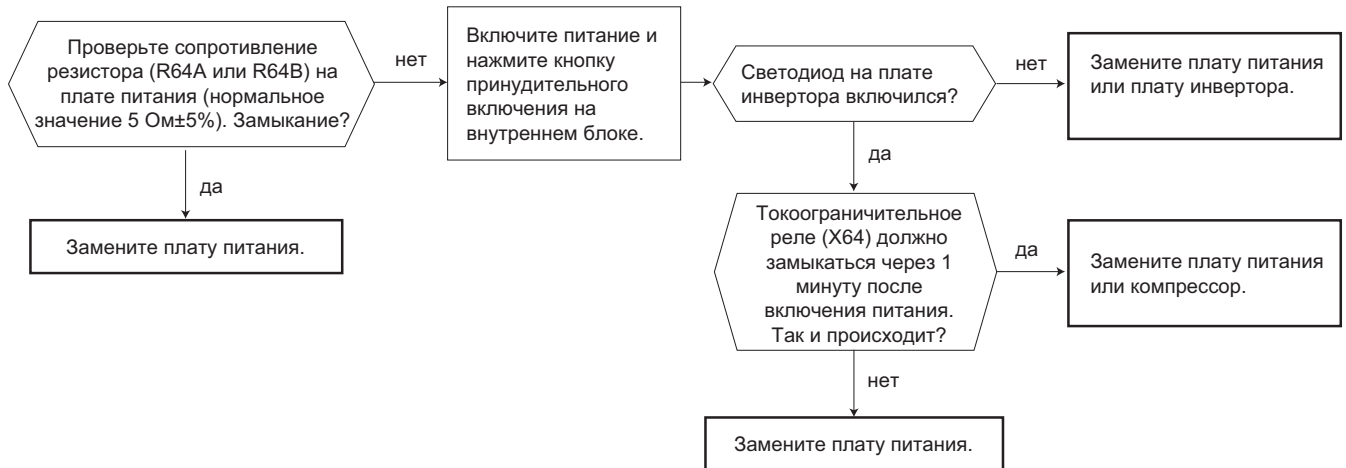 Проверьте сопротивление
резистора (R64A или R64B) на
плате питания (нормальное
значение 5 Ом±5%). Замыкание?
нет
Включите питание и
нажмите кнопку
принудительного
включения на
внутреннем блоке.
Светодиод на плате
инвертора включился?
нет
Замените плату питания
или плату инвертора.
да
Замените плату питания.
да
Токоограничительное
реле (X64) должно
замыкаться через 1
минуту после
включения питания.
Так и происходит?
да
Замените плату питания
или компрессор.
нет
Замените плату питания.